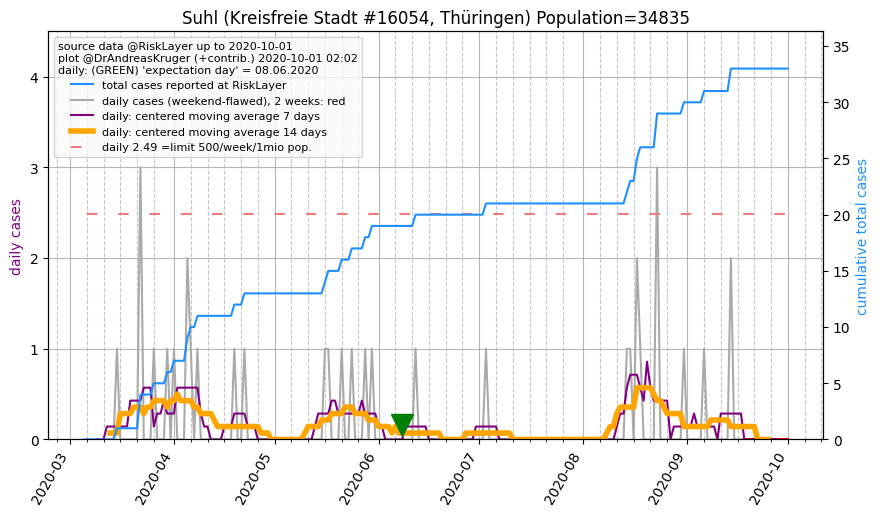 Suhl (Kreisfreie Stadt #16054, Thüringen) Population=34835
source data @RiskLayer up to 2020-10-01
plot @DrAndreasKruger (+contrib.) 2020-10-01 02:02
daily: (GREEN) 'expectation day' = 08.06.2020
total cases reported at RiskLayer
daily cases (weekend-flawed), 2 weeks: red
daily: centered moving average 7 days
daily: centered moving average 14 days
daily 2.49 =limit 500/week/1mio pop.
daily cases
4
3
2
1
0
cumulative total cases
35
30
25
20
15
10
5
0
2020-03
2020-04
2020-05
2020-06
2020-07
2020-08
2020-09
2020-10